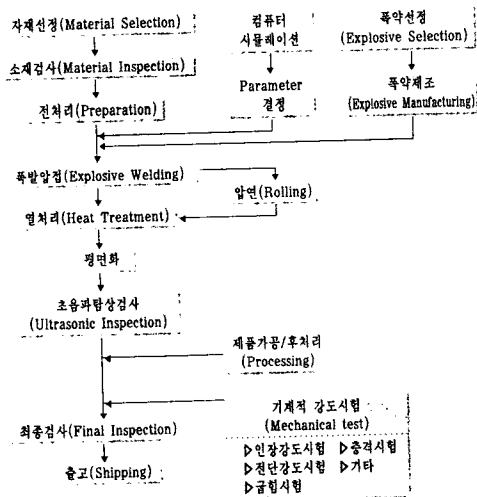 자재선정(Material Selection)
소재검사(Material Inspection)
전처리(Preparation)
컴퓨터
시뮬레이션
Parameter
결정
폭약선정
(Explosive Selection)
폭약제조
(Explosive Manufacturing)
폭발압접(Explosive Welding)
압연(Rolling)
열처리(Heat Treatment)
평면화
초음파탐상검사
(Ultrasonic Inspection)
제품가공/후처리
(Processing)
기계적 강도시험
(Mechanical test)
▷인장강도시험 ▷충격시험
▷전단강도시험 ▷기타
▷굽힘시험
최종검사(Final Inspection)
출고(Shipping)